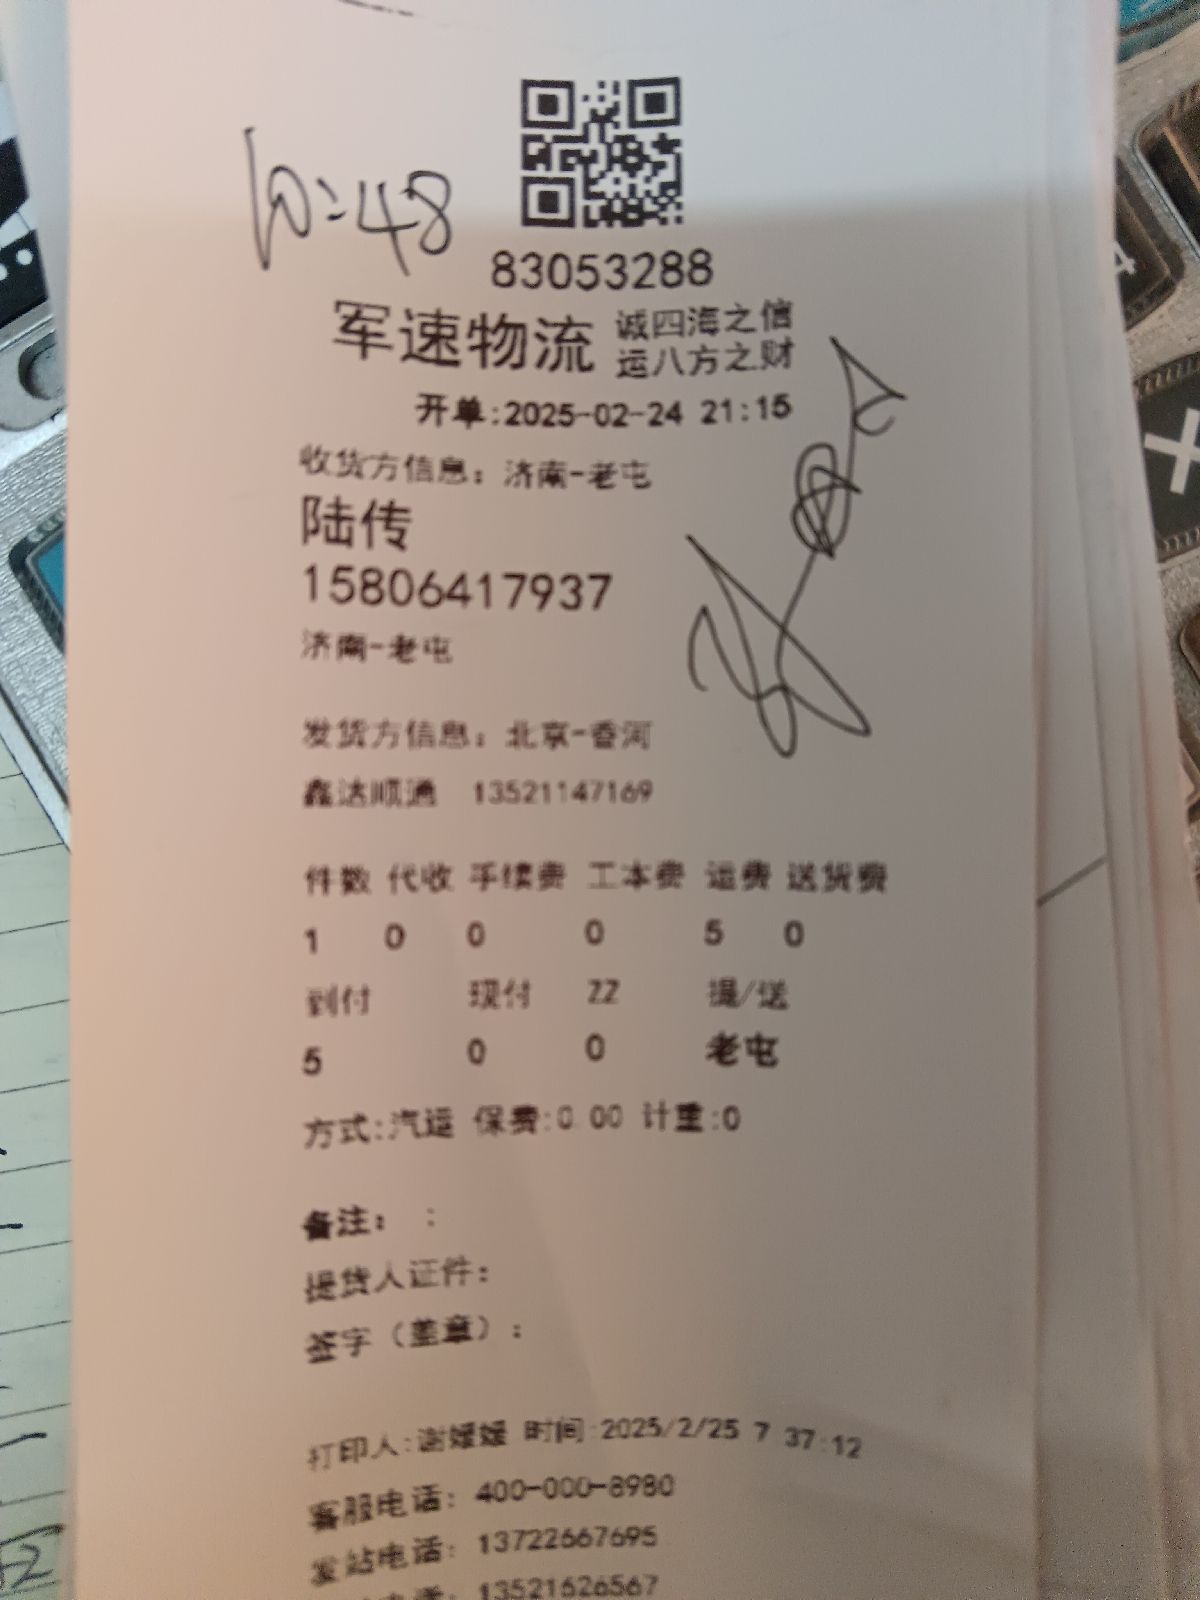 10:48
83053288
军速物流 诚四海之信
运八方之财
开单:2025-02-24 21:15
收货方信息：济南-老屯
陆传
15806417937
济南-老屯
发货方信息：北京-香河
鑫达顺通 13521147169
件数 代收 手续费 工本费 运费 送货费
1 0 0 0 5 0
到付 现付 ZZ 提/送
5 0 0 老屯
方式:汽运 保费:0.00 计重:0
备注： :
提货人证件：
签字（盖章）：
打印人:谢媛媛 时间:2025/2/25 7:37:12
客服电话：400-000-8980
发站电话：13722667695
13521626567